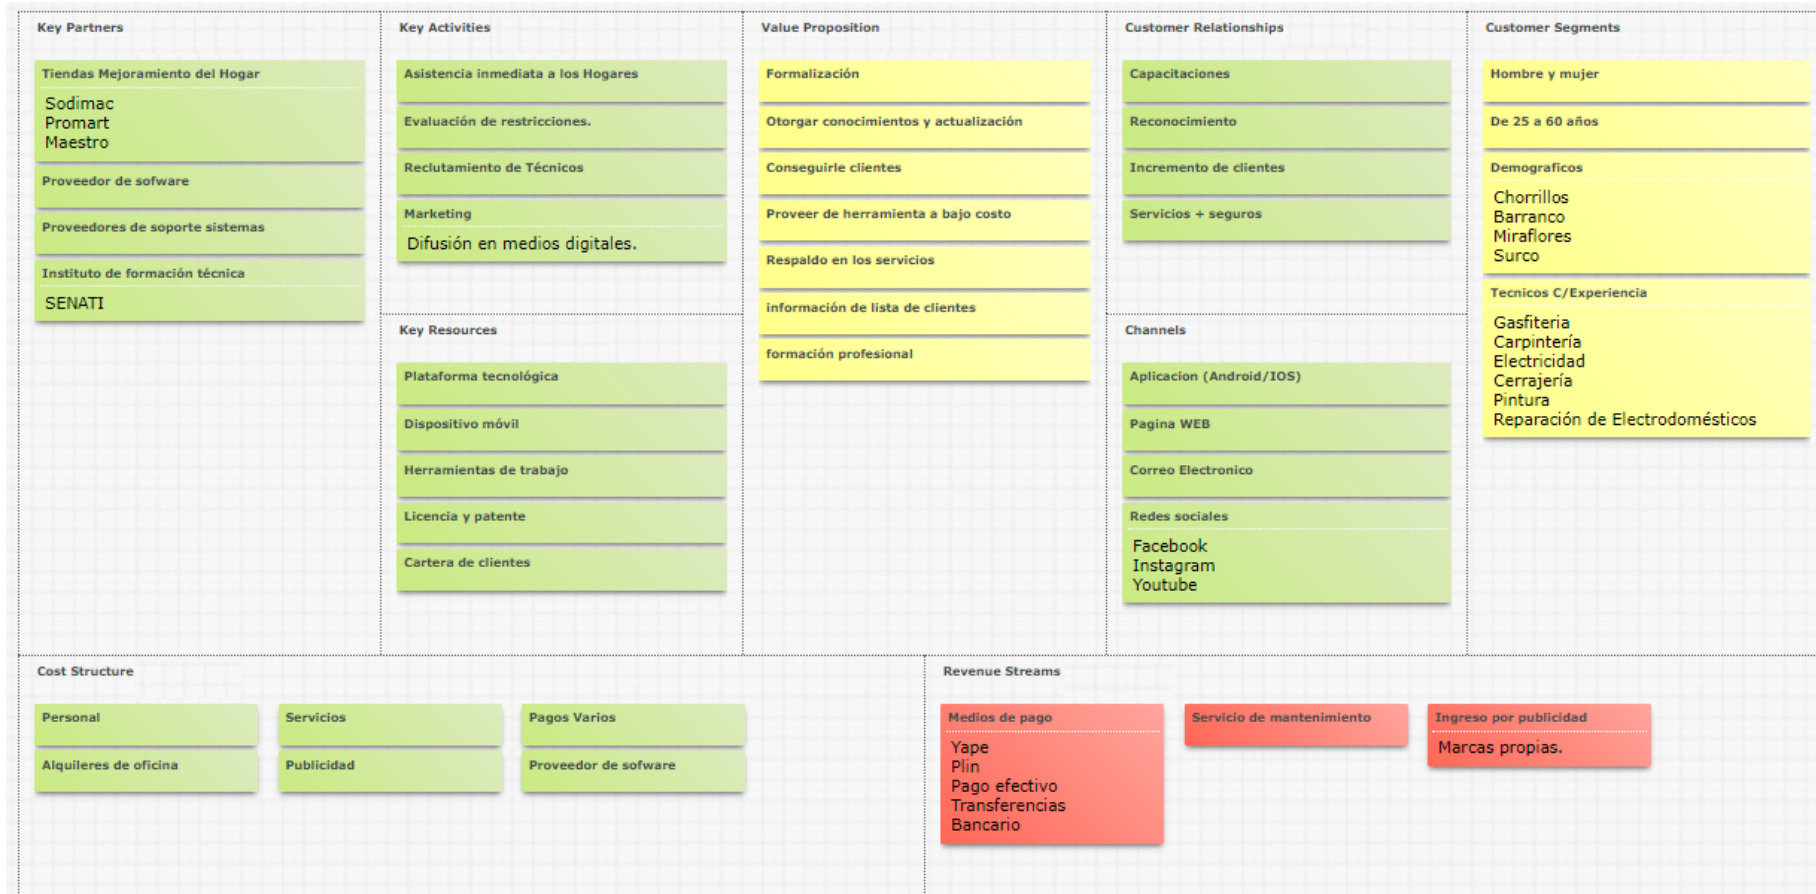 Key Partners
Tiendas Mejoramiento del Hogar
Sodimac
Promart
Maestro
Proveedor de sofware
Proveedores de soporte sistemas
Instituto de formación técnica
SENATI
Key Activities
Asistencia inmediata a los Hogares
Evaluación de restricciones.
Reclutamiento de Técnicos
Marketing
Difusión en medios digitales.
Key Resources
Plataforma tecnológica
Dispositivo móvil
Herramientas de trabajo
Licencia y patente
Cartera de clientes
Value Proposition
Formalización
Otorgar conocimientos y actualización
Conseguirle clientes
Proveer de herramienta a bajo costo
Respaldo en los servicios
información de lista de clientes
formación profesional
Customer Relationships
Capacitaciones
Reconocimiento
Incremento de clientes
Servicios + seguros
Channels
Aplicacion (Android/IOS)
Pagina WEB
Correo Electronico
Redes sociales
Facebook
Instagram
Youtube
Customer Segments
Hombre y mujer
De 25 a 60 años
Demograficos
Chorrillos
Barranco
Miraflores
Surco
Tecnicos C/Experiencia
Gasfiteria
Carpintería
Electricidad
Cerrajería
Pintura
Reparación de Electrodomésticos
Cost Structure
Personal
Servicios
Pagos Varios
Alquileres de oficina
Publicidad
Proveedor de sofware
Revenue Streams
Medios de pago
Yape
Plin
Pago efectivo
Transferencias
Bancario
Servicio de mantenimiento
Ingreso por publicidad
Marcas propias.